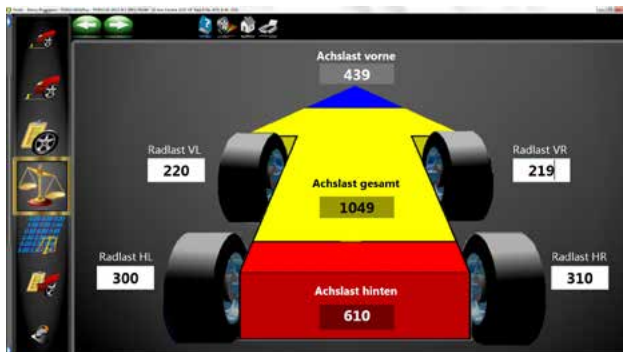 Achslast vorne
439
Radlast VL
220
Radlast VR
219
Achslast gesamt
1049
Radlast HL
300
Radlast HR
310
Achslast hinten
610